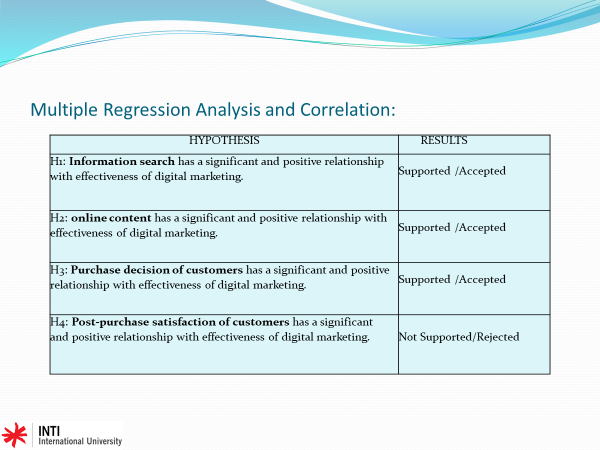 Multiple Regression Analysis and Correlation:
HYPOTHESIS RESULTS
H1: Information search has a significant and positive relationship
with effectiveness of digital marketing.
Supported /Accepted
H2: online content has a significant and positive relationship with
effectiveness of digital marketing.
Supported /Accepted
H3: Purchase decision of customers has a significant and positive
relationship with effectiveness of digital marketing.
Supported /Accepted
H4: Post-purchase satisfaction of customers has a significant
and positive relationship with effectiveness of digital marketing.
Not Supported/Rejected
INTI
International University